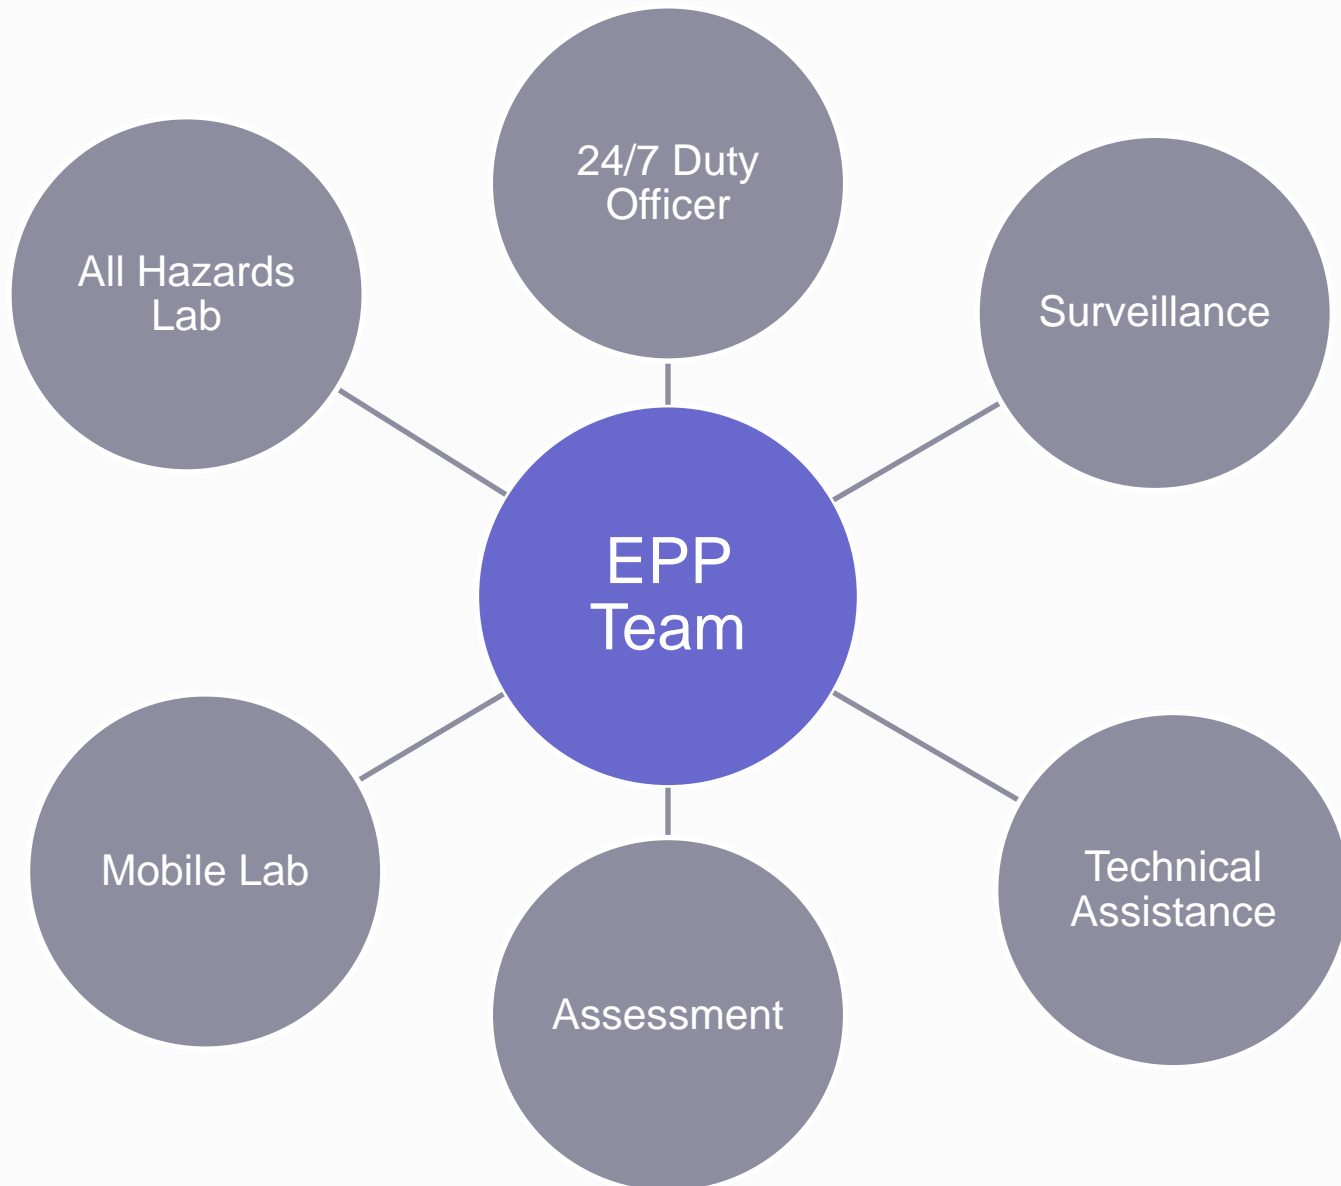 24/7 Duty
Officer
All Hazards
Lab
Surveillance
EPP
Team
Mobile Lab
Technical
Assistance
Assessment